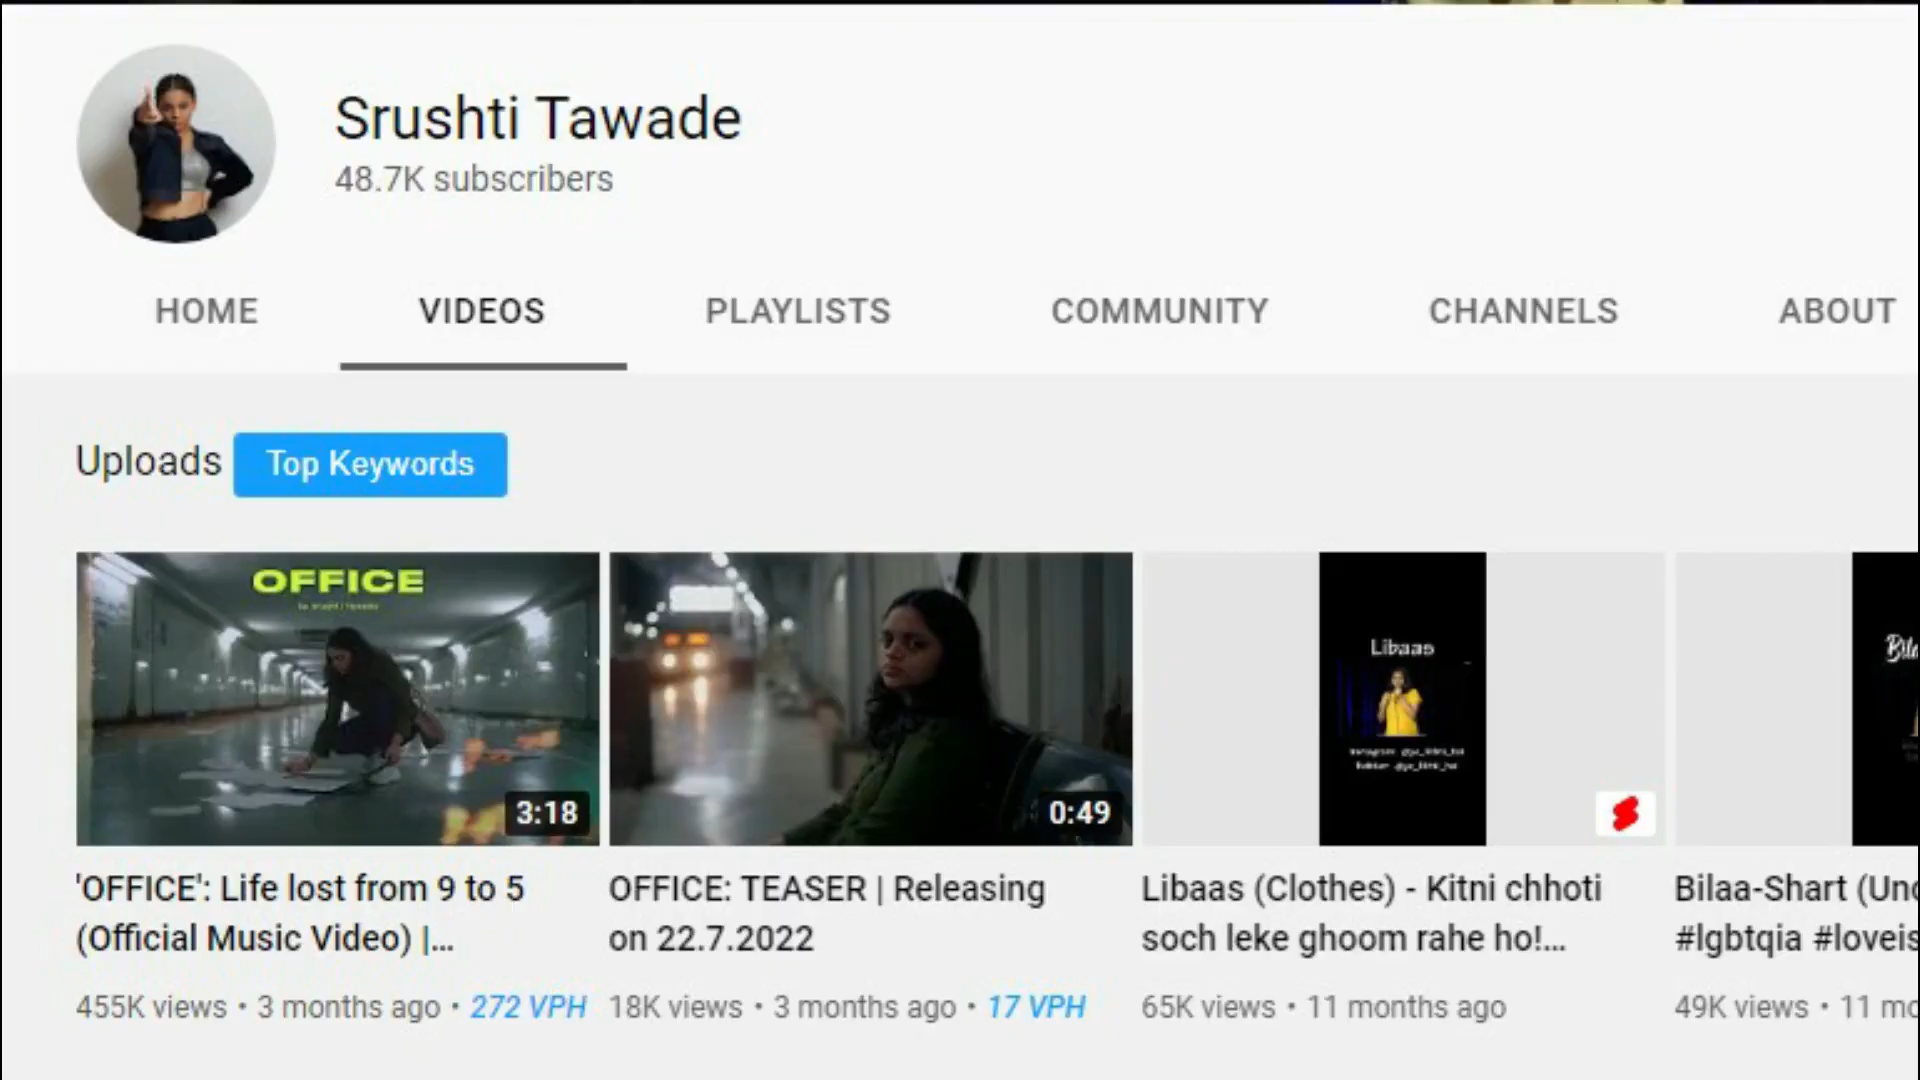 Srushti Tawade
48.7K subscribers
HOME VIDEOS PLAYLISTS COMMUNITY CHANNELS ABOUT
Uploads Top Keywords
OFFICE
3:18
0:49
Libaas
'OFFICE': Life lost from 9 to 5
(Official Music Video) |...
455K views • 3 months ago • 272 VPH
OFFICE: TEASER | Releasing
on 22.7.2022
18K views • 3 months ago • 17 VPH
Libaas (Clothes) - Kitni chhoti
soch leke ghoom rahe ho!...
65K views • 11 months ago
Bilaa-Shart (Unc
#lgbtqia #loveis
49K views • 11 mo